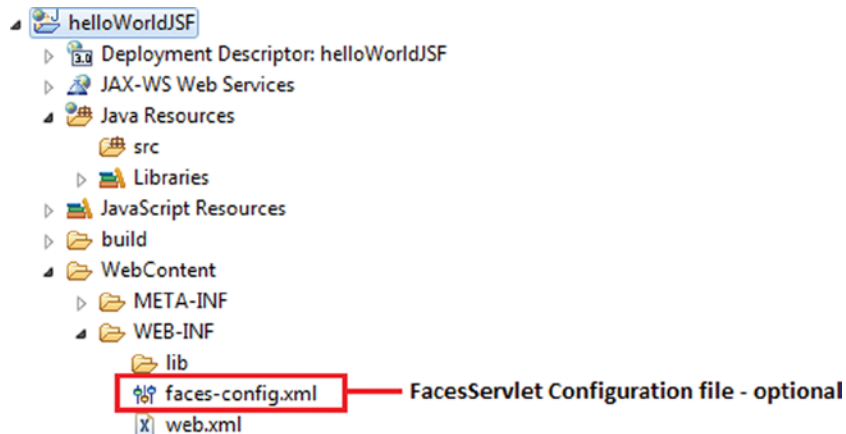 helloWorldJSF
3.0 Deployment Descriptor: helloWorldJSF
JAX-WS Web Services
Java Resources
src
Libraries
JavaScript Resources
build
WebContent
META-INF
WEB-INF
lib
faces-config.xml FacesServlet Configuration file - optional
X web.xml